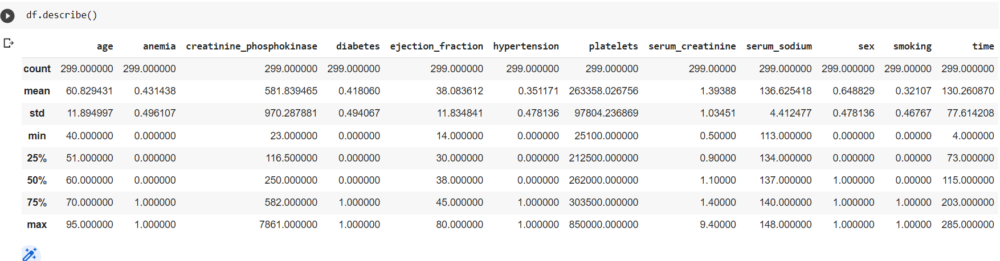 df.describe()
age anemia creatinine_phosphokinase diabetes ejection_fraction hypertension platelets serum_creatinine serum_sodium sex smoking time
count 299.000000 299.000000 299.000000 299.000000 299.000000 299.000000 299.000000 299.00000 299.000000 299.000000 299.00000 299.000000
mean 60.829431 0.431438 581.839465 0.418060 38.083612 0.351171 263358.026756 1.39388 136.625418 0.648829 0.32107 130.260870
std 11.894997 0.496107 970.287881 0.494067 11.834841 0.478136 97804.236869 1.03451 4.412477 0.478136 0.46767 77.614208
min 40.000000 0.000000 23.000000 0.000000 14.000000 0.000000 25100.000000 0.50000 113.000000 0.000000 0.00000 4.000000
25% 51.000000 0.000000 116.500000 0.000000 30.000000 0.000000 212500.000000 0.90000 134.000000 0.000000 0.00000 73.000000
50% 60.000000 0.000000 250.000000 0.000000 38.000000 0.000000 262000.000000 1.10000 137.000000 1.000000 0.00000 115.000000
75% 70.000000 1.000000 582.000000 1.000000 45.000000 1.000000 303500.000000 1.40000 140.000000 1.000000 1.00000 203.000000
max 95.000000 1.000000 7861.000000 1.000000 80.000000 1.000000 850000.000000 9.40000 148.000000 1.000000 1.00000 285.000000